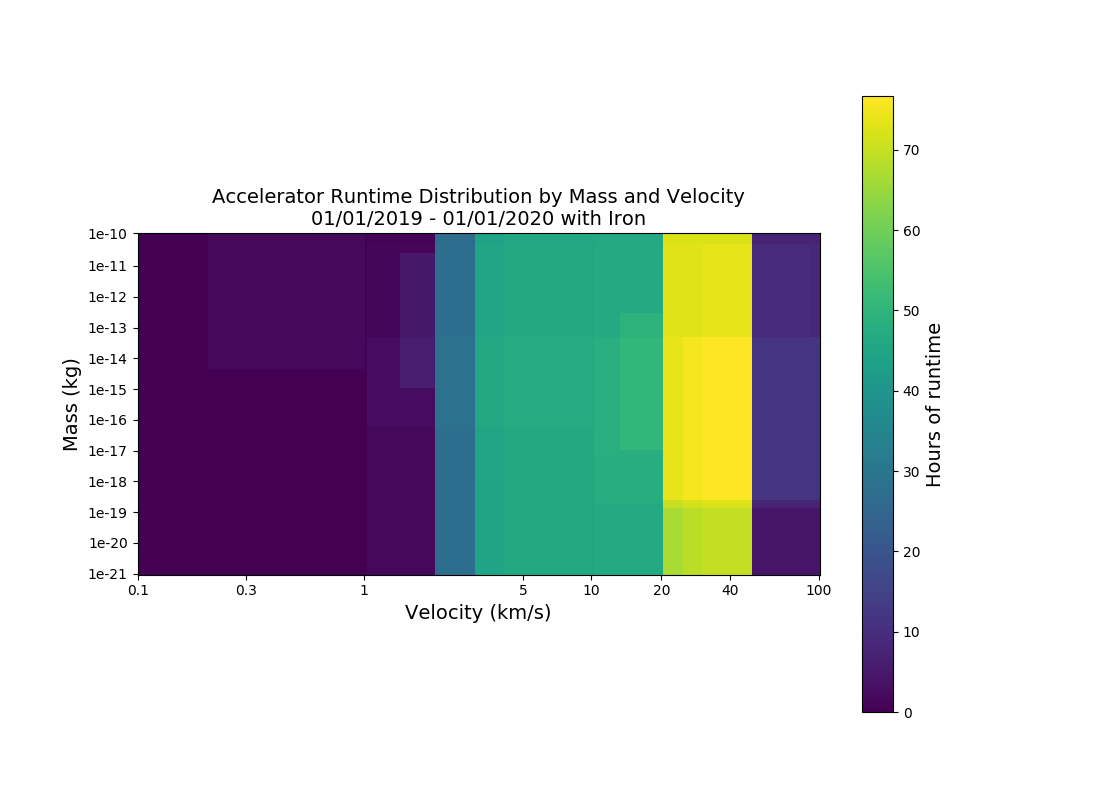 Accelerator Runtime Distribution by Mass and Velocity
01/01/2019 - 01/01/2020 with Iron
Mass (kg)
1e-10
1e-11
1e-12
1e-13
1e-14
1e-15
1e-16
1e-17
1e-18
1e-19
1e-20
1e-21
0.1 0.3 1 5 10 20 40 100
Velocity (km/s)
70
60
50
40
30
20
10
0
Hours of runtime